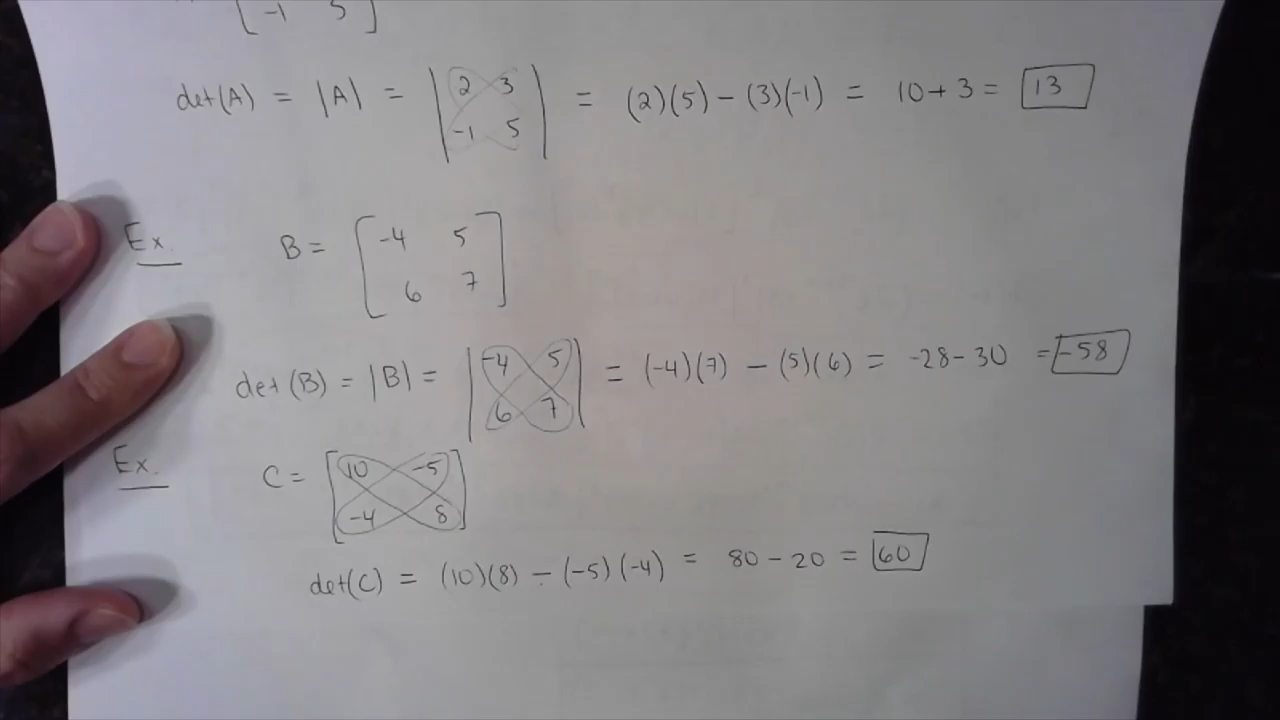 [ -1 5 ]
det(A) = |A| = | 2 3 | = (2)(5) - (3)(-1) = 10 + 3 = 13
| -1 5 |
Ex. B = [ -4 5 ]
[ 6 7 ]
det(B) = |B| = | -4 5 | = (-4)(7) - (5)(6) = -28 - 30 = -58
| 6 7 |
Ex. C = [ 10 -5 ]
[ -4 8 ]
det(C) = (10)(8) - (-5)(-4) = 80 - 20 = 60